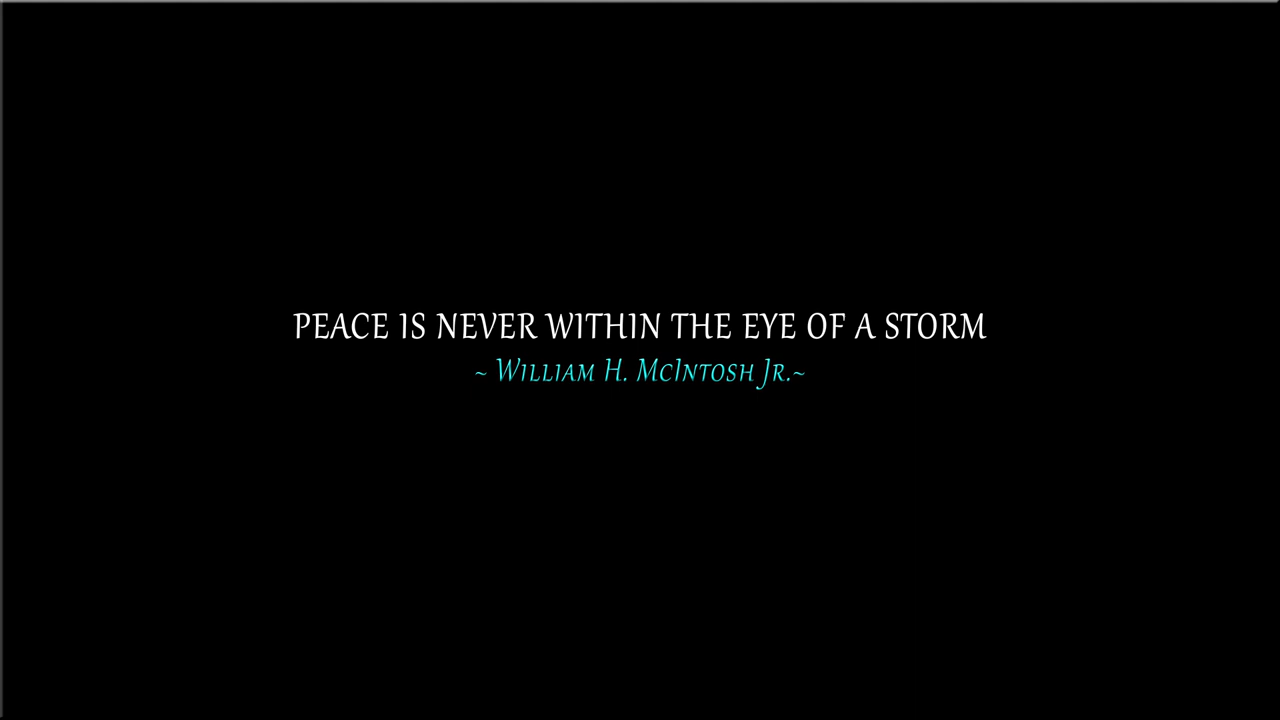 PEACE IS NEVER WITHIN THE EYE OF A STORM
~ William H. McIntosh Jr.~